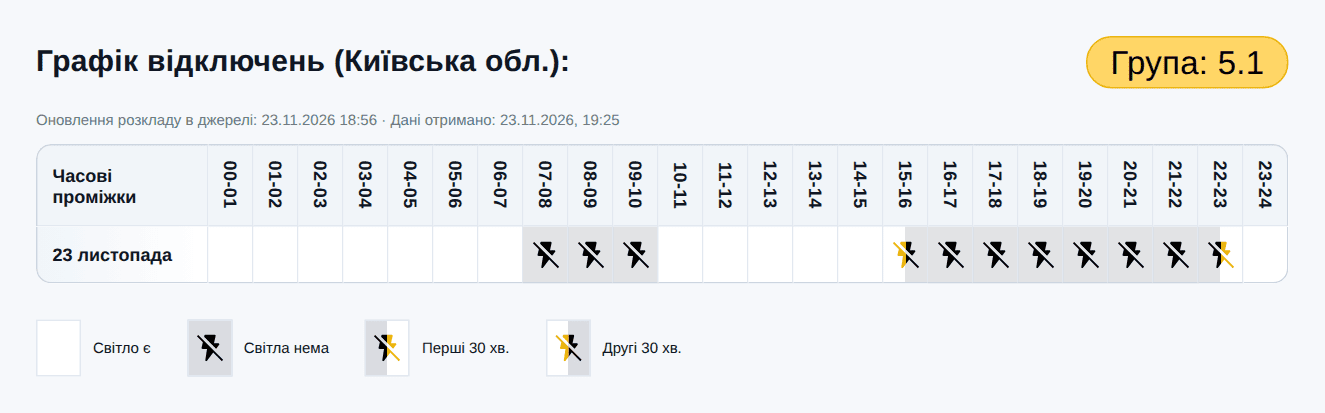 Графік відключень (Київська обл.):
Група: 5.1
Оновлення розкладу в джерелі: 23.11.2026 18:56 · Дані отримано: 23.11.2026, 19:25
Часові
проміжки
00-01
01-02
02-03
03-04
04-05
05-06
06-07
07-08
08-09
09-10
10-11
11-12
12-13
13-14
14-15
15-16
16-17
17-18
18-19
19-20
20-21
21-22
22-23
23-24
23 листопада
Світло є
Світла нема
Перші 30 хв.
Другі 30 хв.